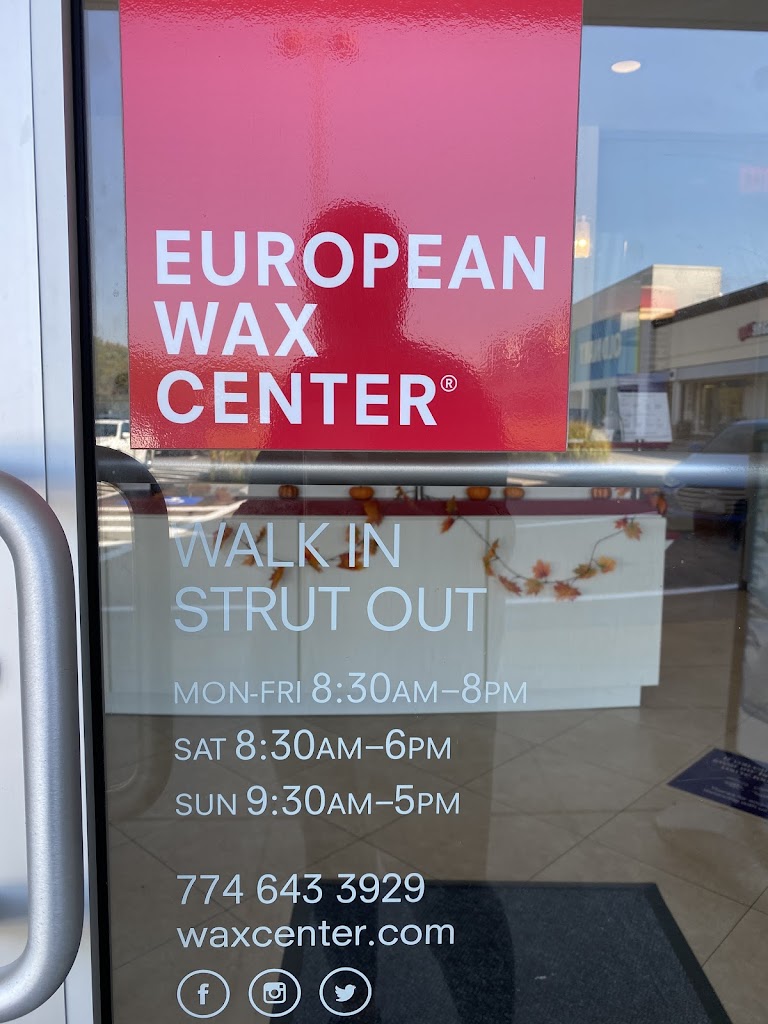 EUROPEAN
WAX
CENTER®
WALK IN
STRUT OUT
MON-FRI 8:30AM–8PM
SAT 8:30AM–6PM
SUN 9:30AM–5PM
774 643 3929
waxcenter.com